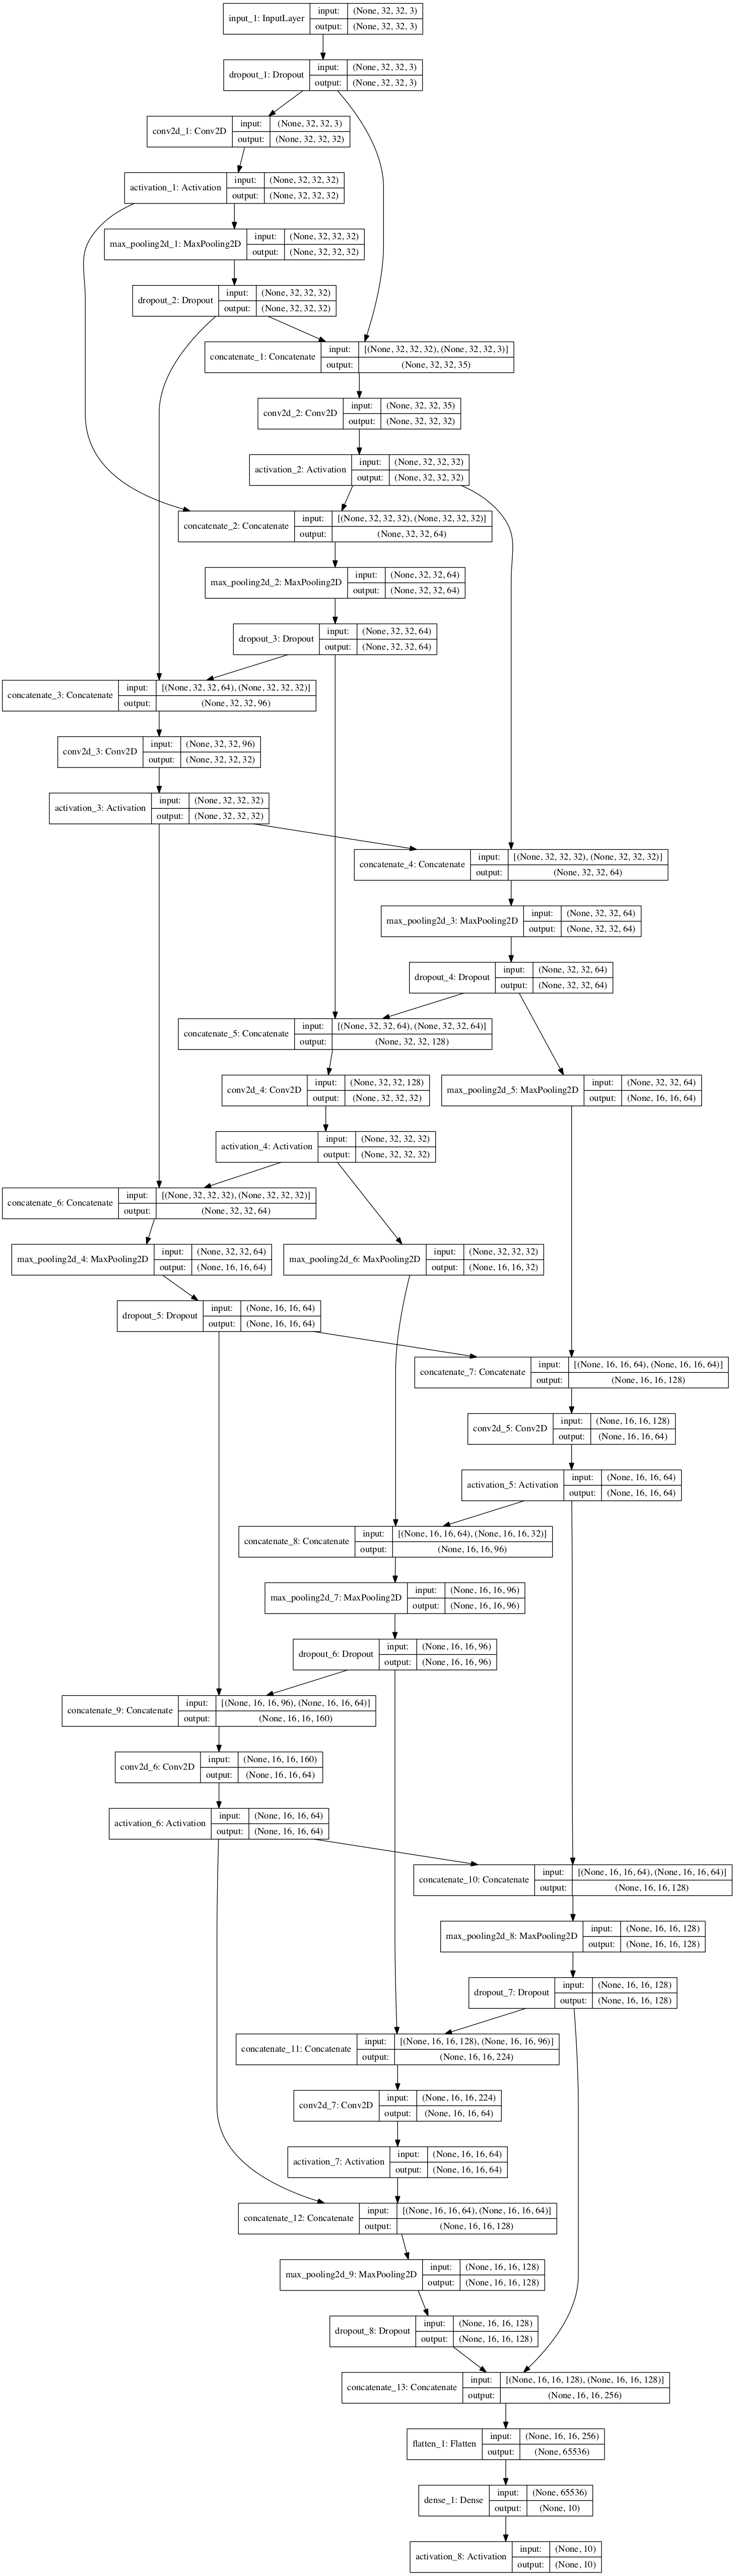 input_1: InputLayer
input: (None, 32, 32, 3)
output: (None, 32, 32, 3)
dropout_1: Dropout
input: (None, 32, 32, 3)
output: (None, 32, 32, 3)
conv2d_1: Conv2D
input: (None, 32, 32, 3)
output: (None, 32, 32, 32)
activation_1: Activation
input: (None, 32, 32, 32)
output: (None, 32, 32, 32)
max_pooling2d_1: MaxPooling2D
input: (None, 32, 32, 32)
output: (None, 32, 32, 32)
dropout_2: Dropout
input: (None, 32, 32, 32)
output: (None, 32, 32, 32)
concatenate_1: Concatenate
input: [(None, 32, 32, 32), (None, 32, 32, 3)]
output: (None, 32, 32, 35)
conv2d_2: Conv2D
input: (None, 32, 32, 35)
output: (None, 32, 32, 32)
activation_2: Activation
input: (None, 32, 32, 32)
output: (None, 32, 32, 32)
concatenate_2: Concatenate
input: [(None, 32, 32, 32), (None, 32, 32, 32)]
output: (None, 32, 32, 64)
max_pooling2d_2: MaxPooling2D
input: (None, 32, 32, 64)
output: (None, 32, 32, 64)
dropout_3: Dropout
input: (None, 32, 32, 64)
output: (None, 32, 32, 64)
concatenate_3: Concatenate
input: [(None, 32, 32, 64), (None, 32, 32, 32)]
output: (None, 32, 32, 96)
conv2d_3: Conv2D
input: (None, 32, 32, 96)
output: (None, 32, 32, 32)
activation_3: Activation
input: (None, 32, 32, 32)
output: (None, 32, 32, 32)
concatenate_4: Concatenate
input: [(None, 32, 32, 32), (None, 32, 32, 32)]
output: (None, 32, 32, 64)
max_pooling2d_3: MaxPooling2D
input: (None, 32, 32, 64)
output: (None, 32, 32, 64)
dropout_4: Dropout
input: (None, 32, 32, 64)
output: (None, 32, 32, 64)
concatenate_5: Concatenate
input: [(None, 32, 32, 64), (None, 32, 32, 64)]
output: (None, 32, 32, 128)
conv2d_4: Conv2D
input: (None, 32, 32, 128)
output: (None, 32, 32, 32)
max_pooling2d_5: MaxPooling2D
input: (None, 32, 32, 64)
output: (None, 16, 16, 64)
activation_4: Activation
input: (None, 32, 32, 32)
output: (None, 32, 32, 32)
concatenate_6: Concatenate
input: [(None, 32, 32, 32), (None, 32, 32, 32)]
output: (None, 32, 32, 64)
max_pooling2d_4: MaxPooling2D
input: (None, 32, 32, 64)
output: (None, 16, 16, 64)
max_pooling2d_6: MaxPooling2D
input: (None, 32, 32, 32)
output: (None, 16, 16, 32)
dropout_5: Dropout
input: (None, 16, 16, 64)
output: (None, 16, 16, 64)
concatenate_7: Concatenate
input: [(None, 16, 16, 64), (None, 16, 16, 64)]
output: (None, 16, 16, 128)
conv2d_5: Conv2D
input: (None, 16, 16, 128)
output: (None, 16, 16, 64)
activation_5: Activation
input: (None, 16, 16, 64)
output: (None, 16, 16, 64)
concatenate_8: Concatenate
input: [(None, 16, 16, 64), (None, 16, 16, 32)]
output: (None, 16, 16, 96)
max_pooling2d_7: MaxPooling2D
input: (None, 16, 16, 96)
output: (None, 16, 16, 96)
dropout_6: Dropout
input: (None, 16, 16, 96)
output: (None, 16, 16, 96)
concatenate_9: Concatenate
input: [(None, 16, 16, 96), (None, 16, 16, 64)]
output: (None, 16, 16, 160)
conv2d_6: Conv2D
input: (None, 16, 16, 160)
output: (None, 16, 16, 64)
activation_6: Activation
input: (None, 16, 16, 64)
output: (None, 16, 16, 64)
concatenate_10: Concatenate
input: [(None, 16, 16, 64), (None, 16, 16, 64)]
output: (None, 16, 16, 128)
max_pooling2d_8: MaxPooling2D
input: (None, 16, 16, 128)
output: (None, 16, 16, 128)
dropout_7: Dropout
input: (None, 16, 16, 128)
output: (None, 16, 16, 128)
concatenate_11: Concatenate
input: [(None, 16, 16, 128), (None, 16, 16, 96)]
output: (None, 16, 16, 224)
conv2d_7: Conv2D
input: (None, 16, 16, 224)
output: (None, 16, 16, 64)
activation_7: Activation
input: (None, 16, 16, 64)
output: (None, 16, 16, 64)
concatenate_12: Concatenate
input: [(None, 16, 16, 64), (None, 16, 16, 64)]
output: (None, 16, 16, 128)
max_pooling2d_9: MaxPooling2D
input: (None, 16, 16, 128)
output: (None, 16, 16, 128)
dropout_8: Dropout
input: (None, 16, 16, 128)
output: (None, 16, 16, 128)
concatenate_13: Concatenate
input: [(None, 16, 16, 128), (None, 16, 16, 128)]
output: (None, 16, 16, 256)
flatten_1: Flatten
input: (None, 16, 16, 256)
output: (None, 65536)
dense_1: Dense
input: (None, 65536)
output: (None, 10)
activation_8: Activation
input: (None, 10)
output: (None, 10)